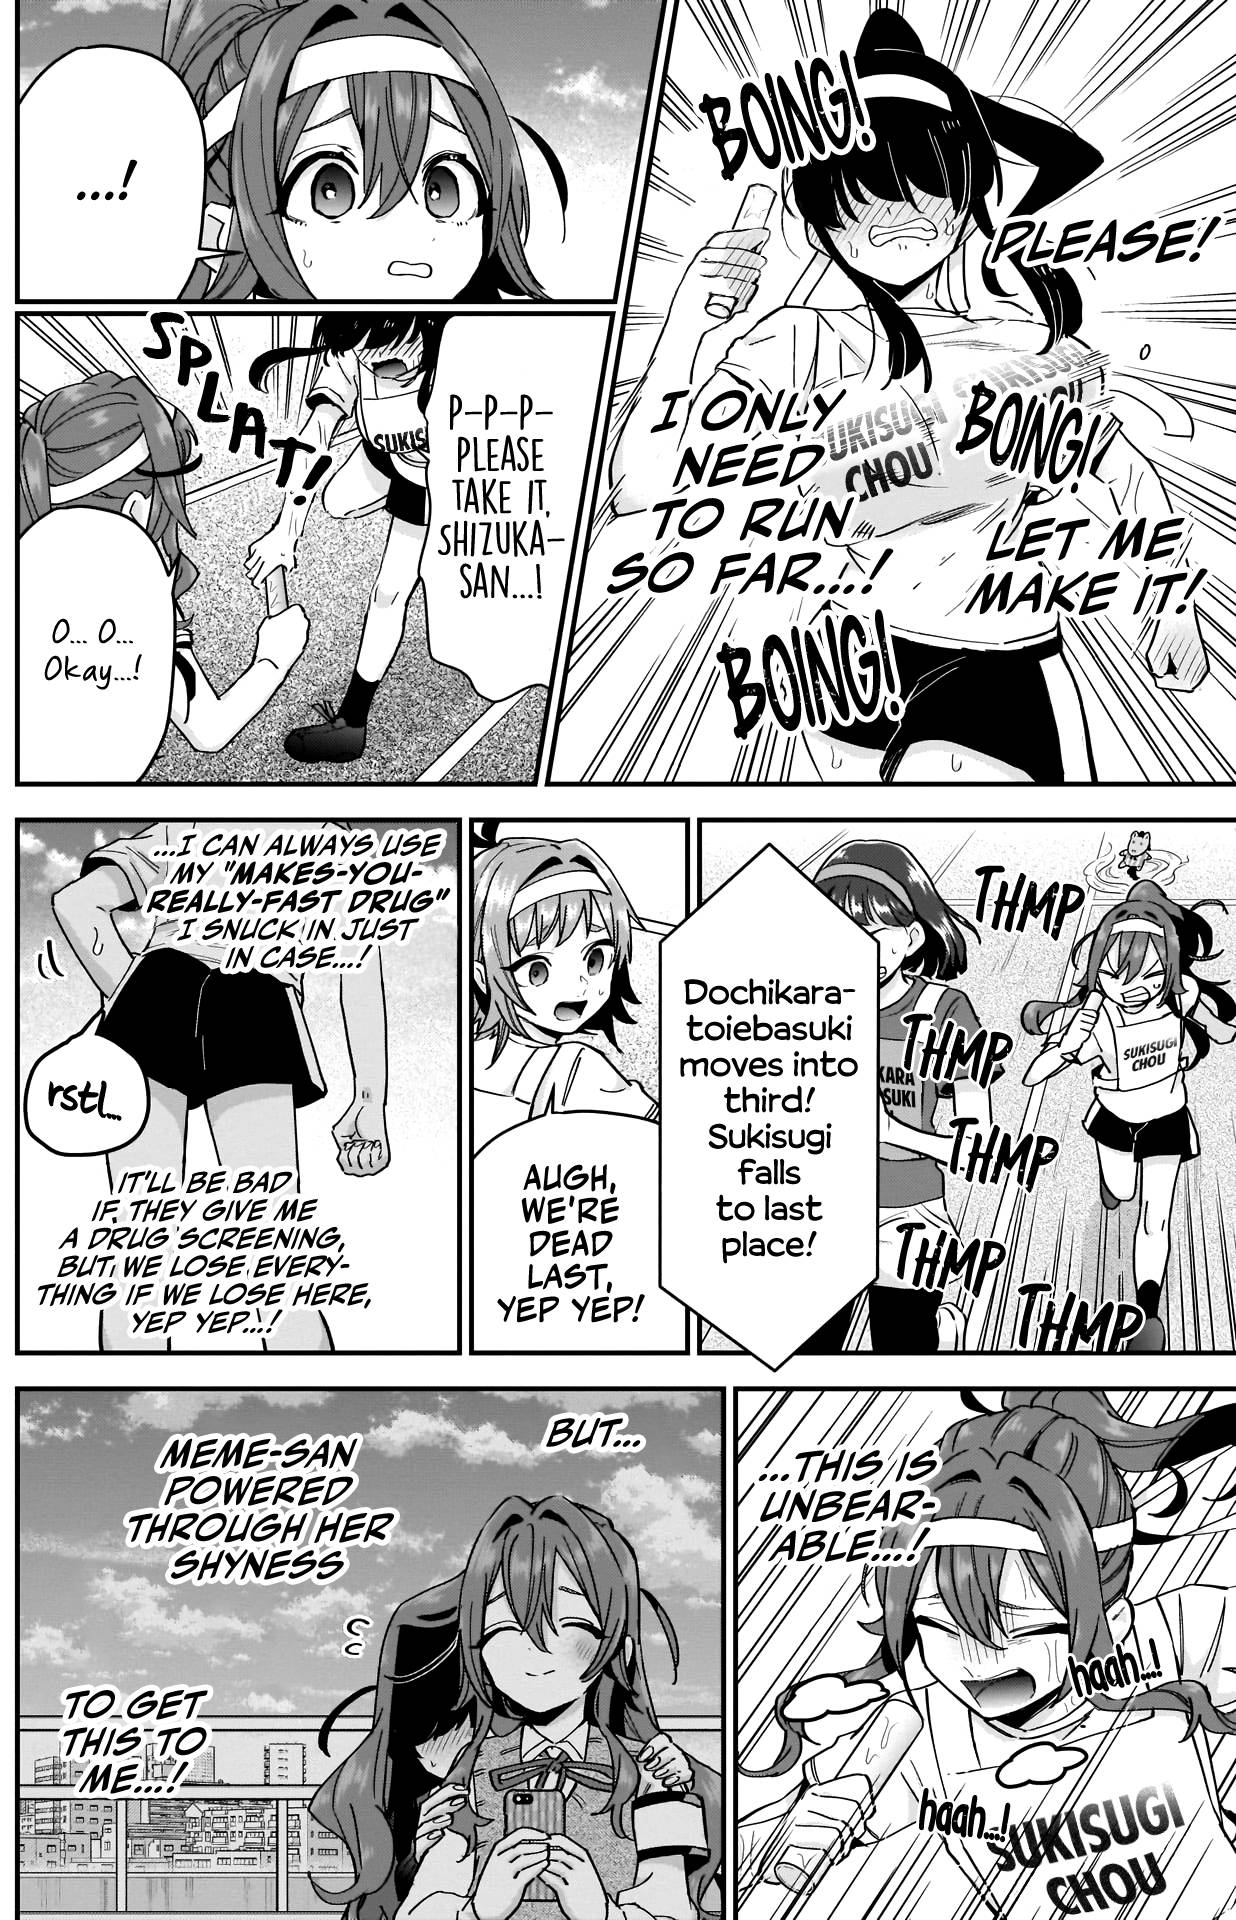 BOING!
PLEASE!
I ONLY
NEED
TO RUN
SO FAR...!
SUKISUGI
CHOU
SUKISUGI
BOING!
LET ME
MAKE IT!
BOING!
...!
SPLAT!
P-P-P-
PLEASE
TAKE IT,
SHIZUKA-
SAN...!
SUKIS
O... O...
Okay...!
THMP
SUKISUGI
CHOU
THMP
KARA
SUKI
THMP
THMP
THMP
Dochikara-
toiebasuki
moves into
third!
Sukisugi
falls
to last
place!
AUGH,
WE'RE
DEAD
LAST,
YEP YEP!
...I CAN ALWAYS USE
MY "MAKES-YOU-
REALLY-FAST DRUG"
I SNUCK IN JUST
IN CASE...!
rstl...
IT'LL BE BAD
IF THEY GIVE ME
A DRUG SCREENING,
BUT WE LOSE EVERY-
THING IF WE LOSE HERE,
YEP YEP...!
...THIS IS
UNBEAR-
ABLE...!
haah...!
haah...!
SUKISUGI
CHOU
BUT...
MEME-SAN
POWERED
THROUGH HER
SHYNESS
TO GET
THIS TO
ME...!